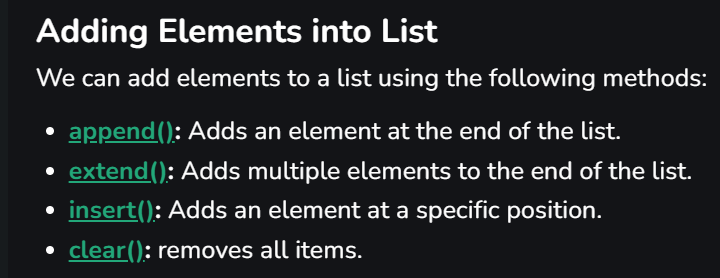 Adding Elements into List
We can add elements to a list using the following methods:
append(): Adds an element at the end of the list.
extend(): Adds multiple elements to the end of the list.
insert(): Adds an element at a specific position.
clear(): removes all items.